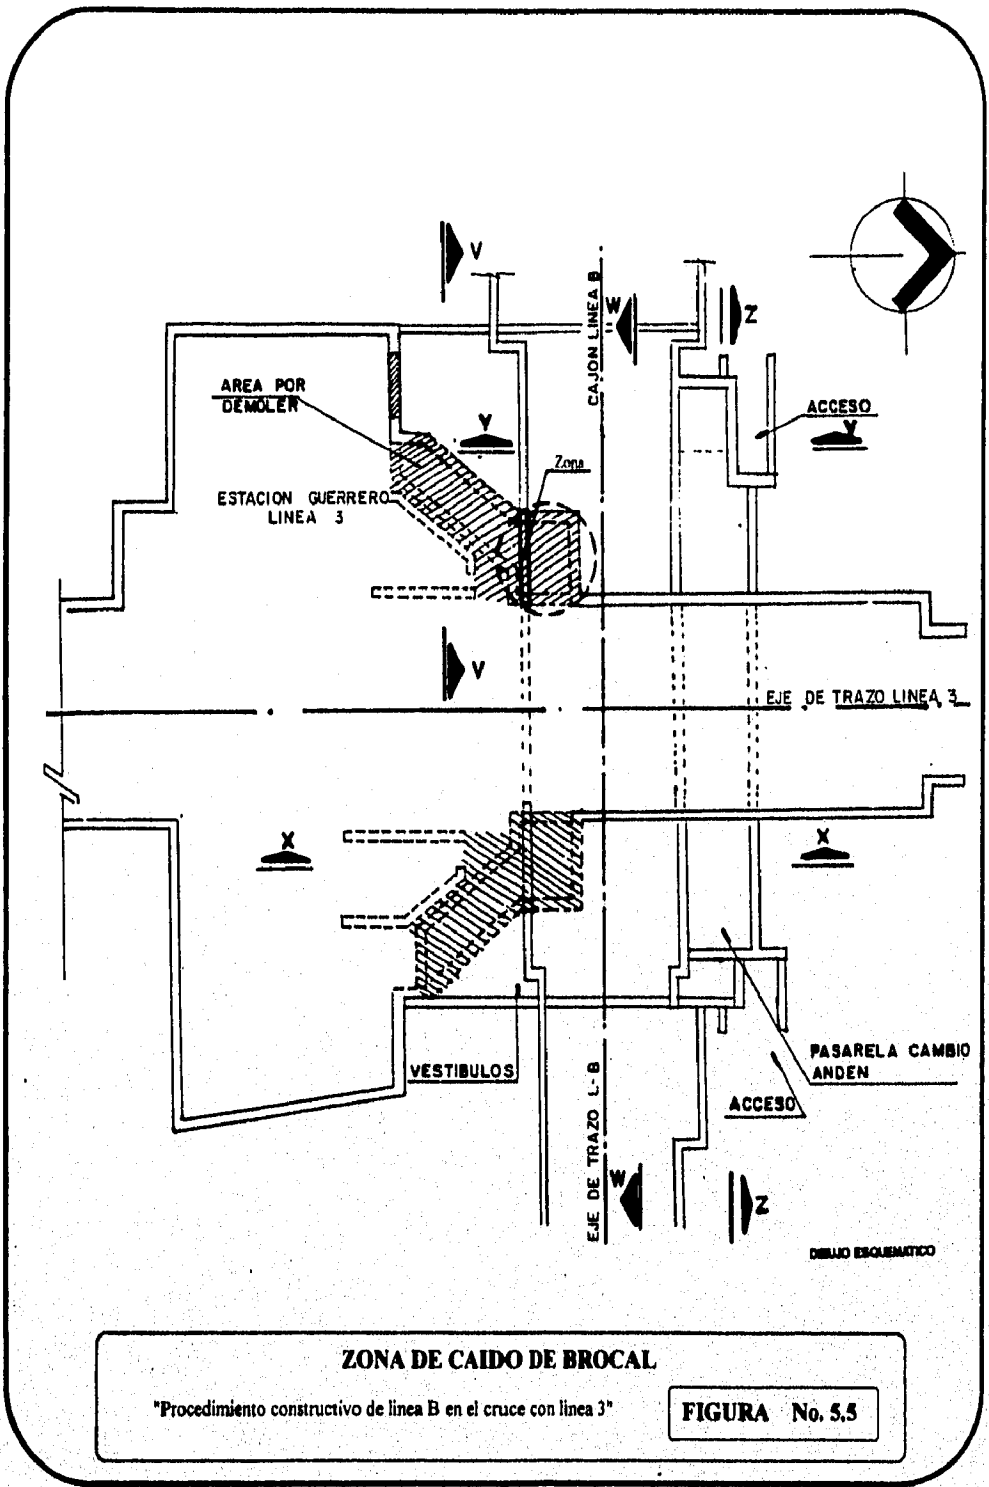 V
W
Z
CAJON LINEA B
AREA POR
DEMOLER
ACCESO
Y
Y
Zona
ESTACION GUERRERO
LINEA 3
V
EJE DE TRAZO LINEA 3
X
X
VESTIBULOS
PASARELA CAMBIO
ANDEN
ACCESO
EJE DE TRAZO L-B
W
Z
DIBUJO ESQUEMATICO
ZONA DE CAIDO DE BROCAL
"Procedimiento constructivo de linea B en el cruce con linea 3"
FIGURA No. 5.5